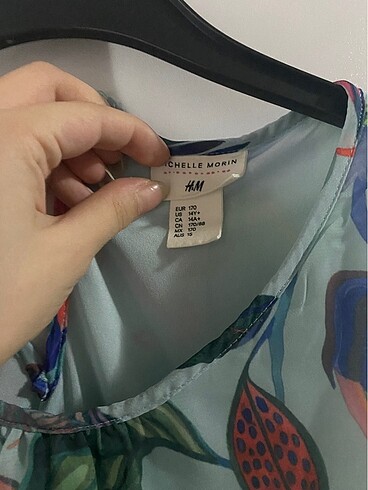 ICHELLE MORIN
H&M
EUR 170
US 14Y+
CA 14A+
CN 170/88
MX 170
AUS 16